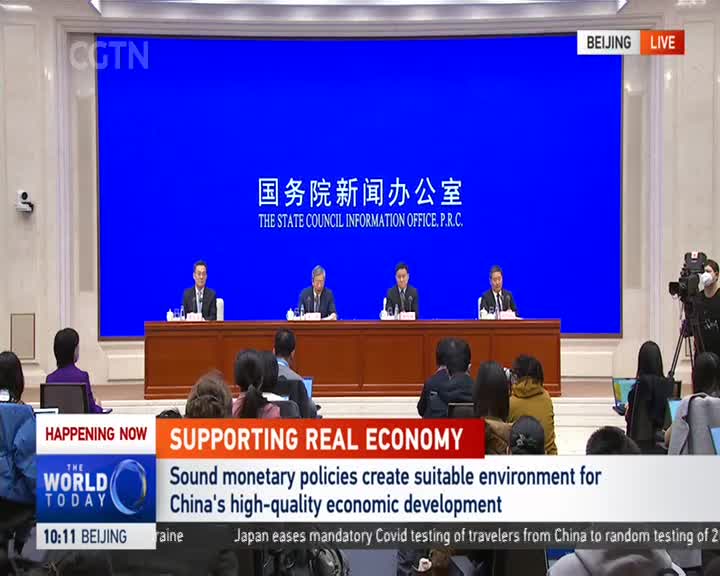 CGTN
BEIJING LIVE
国务院新闻办公室
THE STATE COUNCIL INFORMATION OFFICE, P.R.C.
HAPPENING NOW
SUPPORTING REAL ECONOMY
THE
WORLD
TODAY
Sound monetary policies create suitable environment for
China's high-quality economic development
10:11 BEIJING
raine Japan eases mandatory Covid testing of travelers from China to random testing of 2